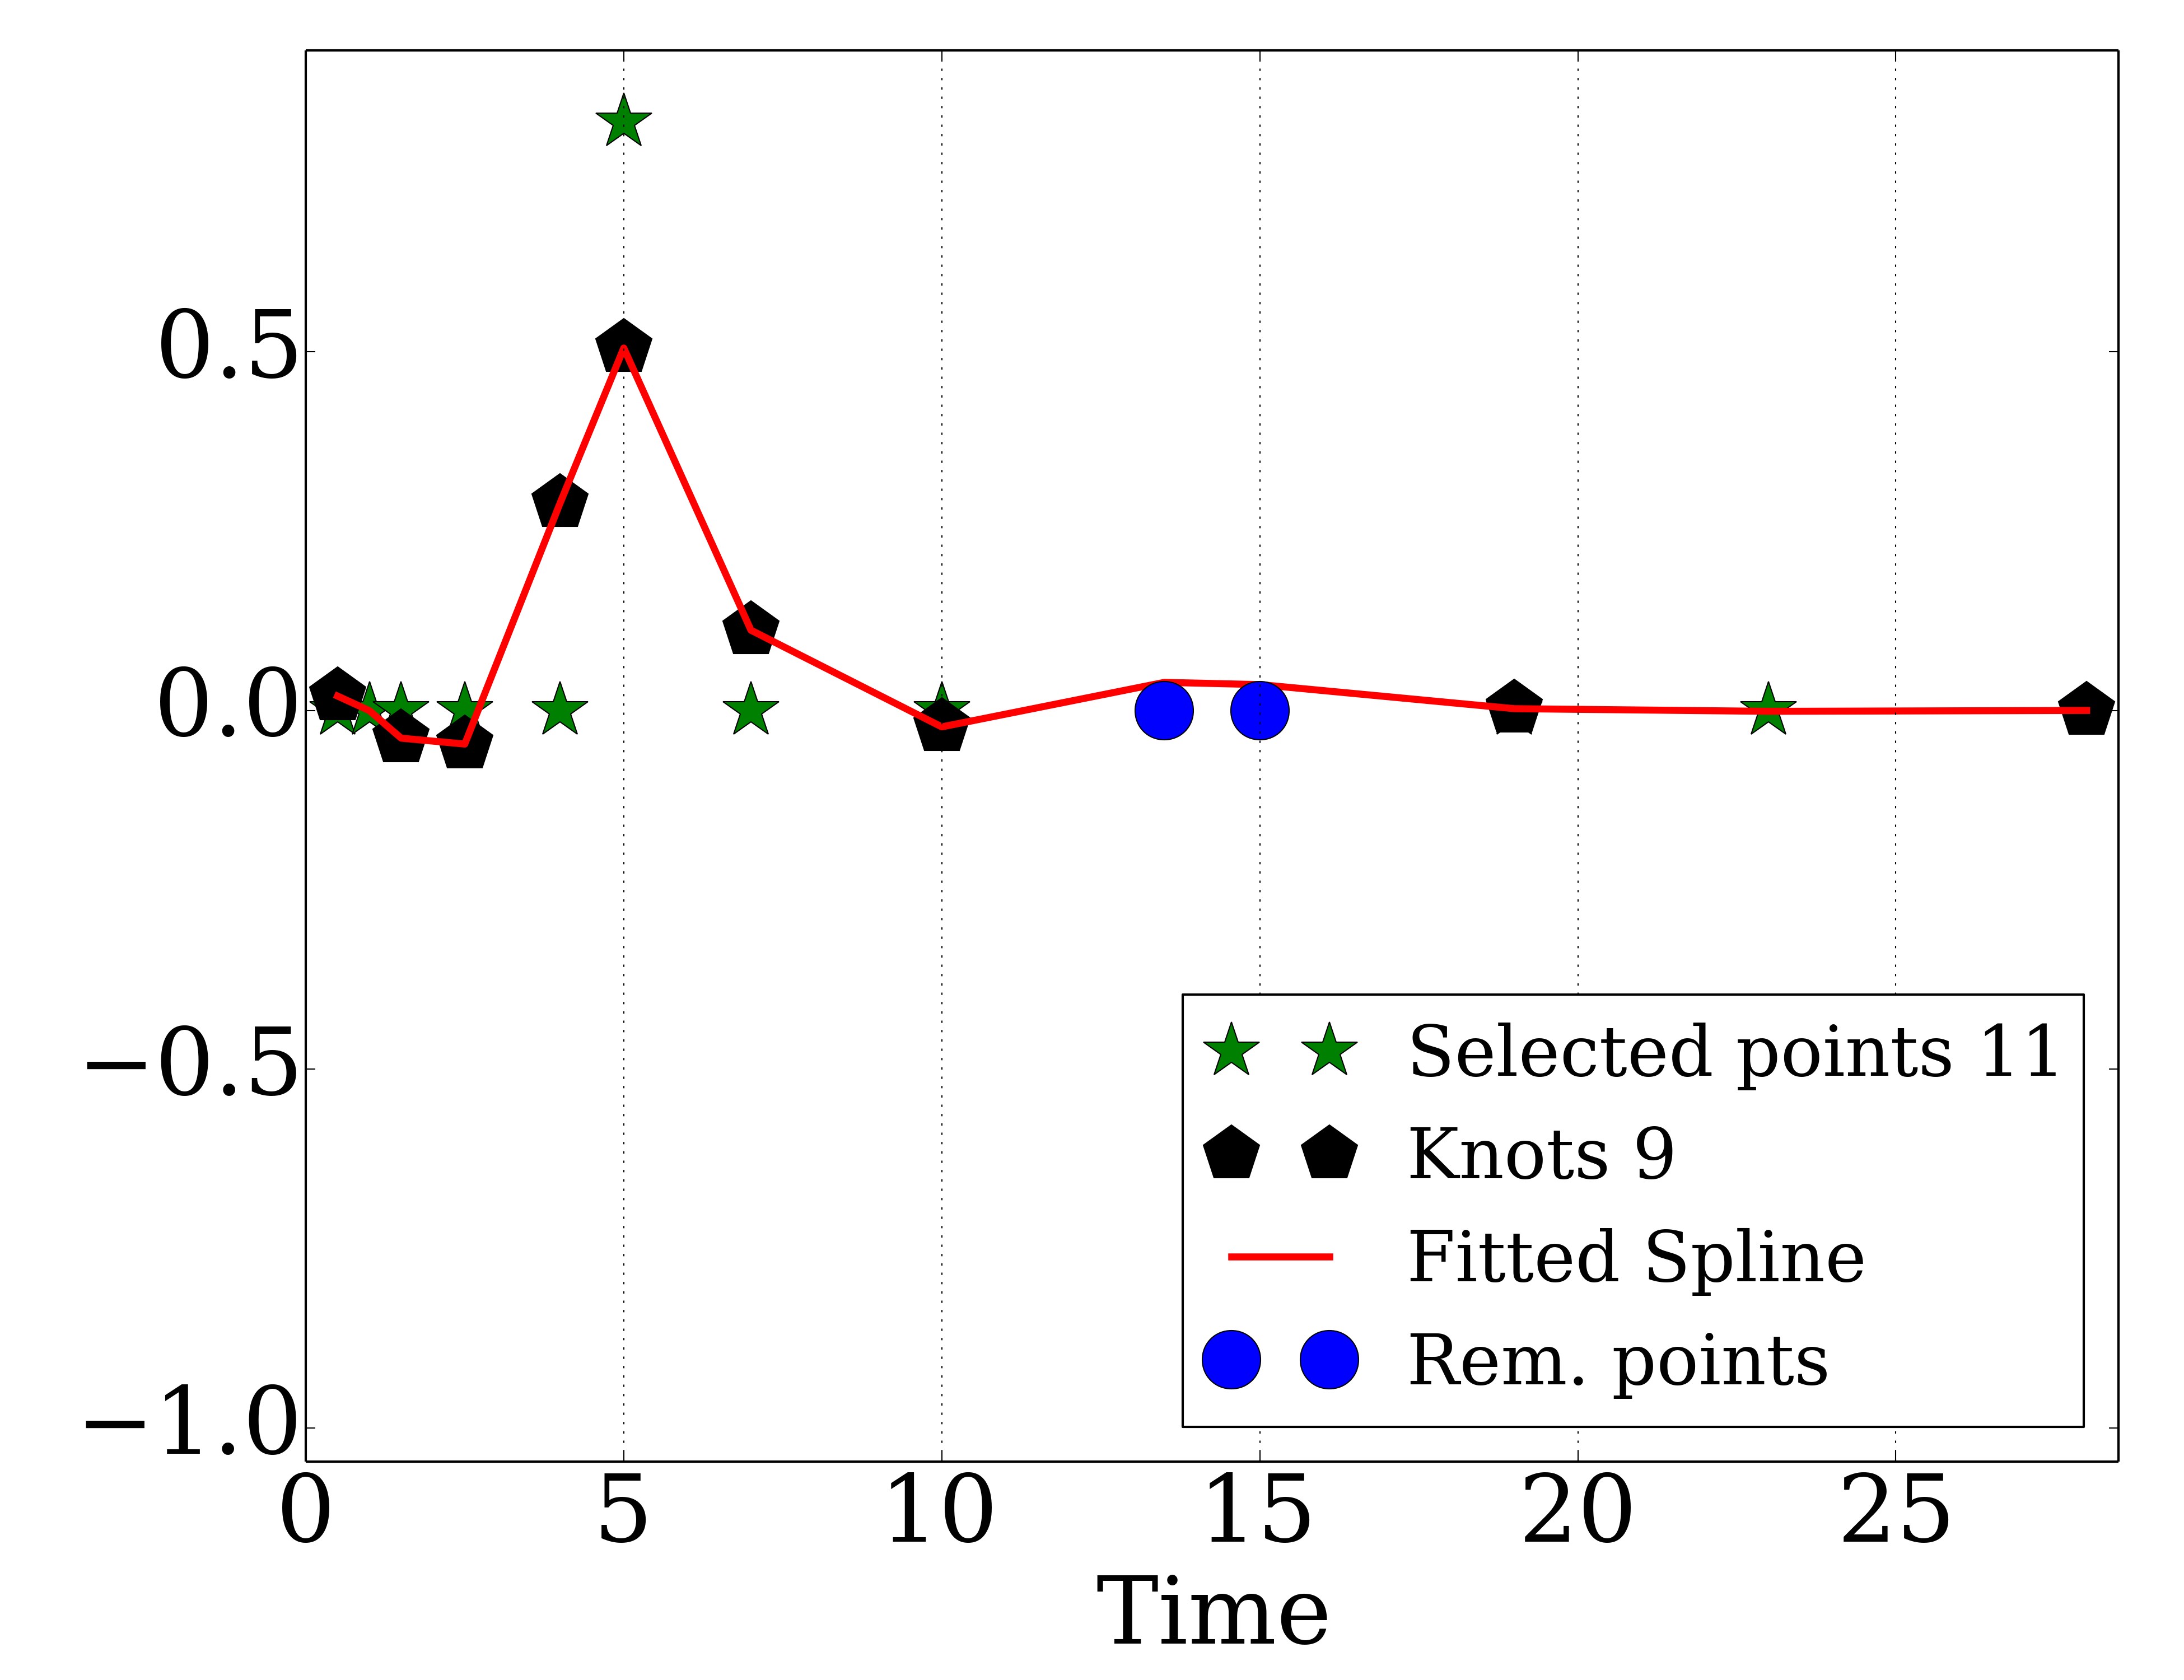 0.5
0.0
−0.5
−1.0
0 5 10 15 20 25
Time
Selected points 11
Knots 9
Fitted Spline
Rem. points